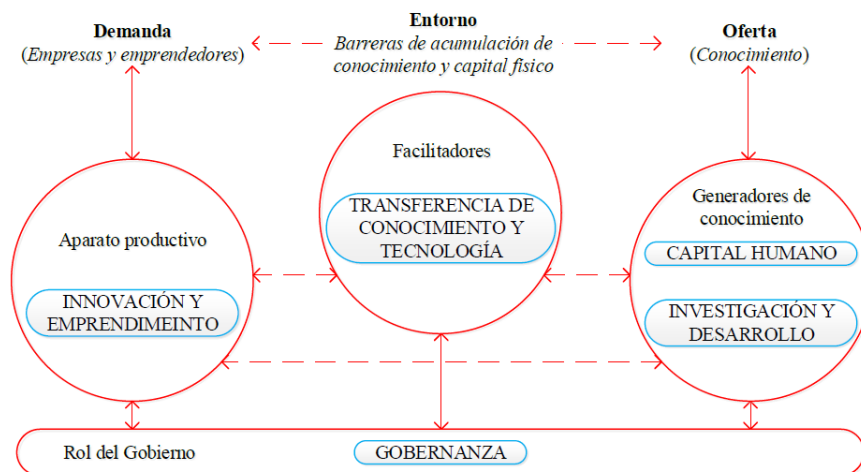 Demanda
(Empresas y emprendedores)
Entorno
Barreras de acumulación de
conocimiento y capital físico
Oferta
(Conocimiento)
Aparato productivo
INNOVACIÓN Y
EMPRENDIMEINTO
Facilitadores
TRANSFERENCIA DE
CONOCIMIENTO Y
TECNOLOGÍA
Generadores de
conocimiento
CAPITAL HUMANO
INVESTIGACIÓN Y
DESARROLLO
Rol del Gobierno
GOBERNANZA